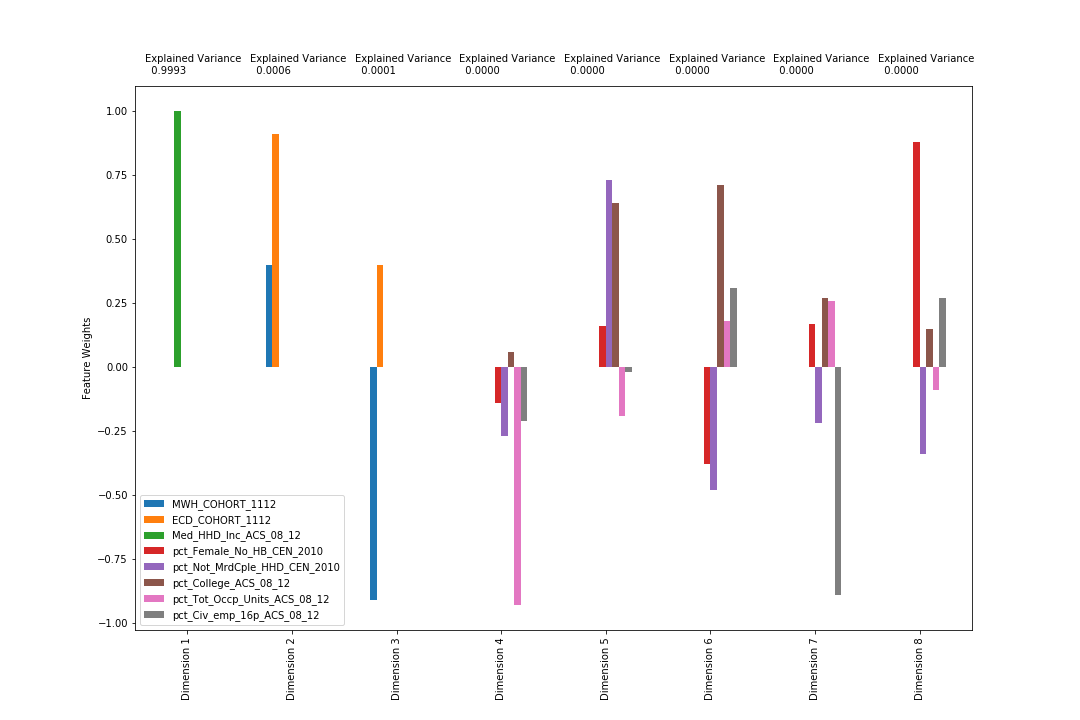 Explained Variance Explained Variance Explained Variance Explained Variance Explained Variance Explained Variance Explained Variance Explained Variance
0.9993 0.0006 0.0001 0.0000 0.0000 0.0000 0.0000 0.0000
1.00
0.75
0.50
0.25
0.00
−0.25
−0.50
−0.75
−1.00
Feature Weights
MWH_COHORT_1112
ECD_COHORT_1112
Med_HHD_Inc_ACS_08_12
pct_Female_No_HB_CEN_2010
pct_Not_MrdCple_HHD_CEN_2010
pct_College_ACS_08_12
pct_Tot_Occp_Units_ACS_08_12
pct_Civ_emp_16p_ACS_08_12
Dimension 1
Dimension 2
Dimension 3
Dimension 4
Dimension 5
Dimension 6
Dimension 7
Dimension 8